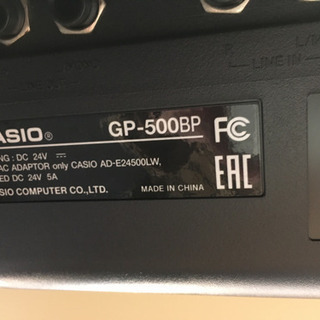 R L/M
LINE IN
ASIO® GP-500BP FC
NG: DC 24V ⎓
AC ADAPTOR only CASIO AD-E24500LW,
ED DC 24V 5A
SIO COMPUTER CO.,LTD. MADE IN CHINA
EAC